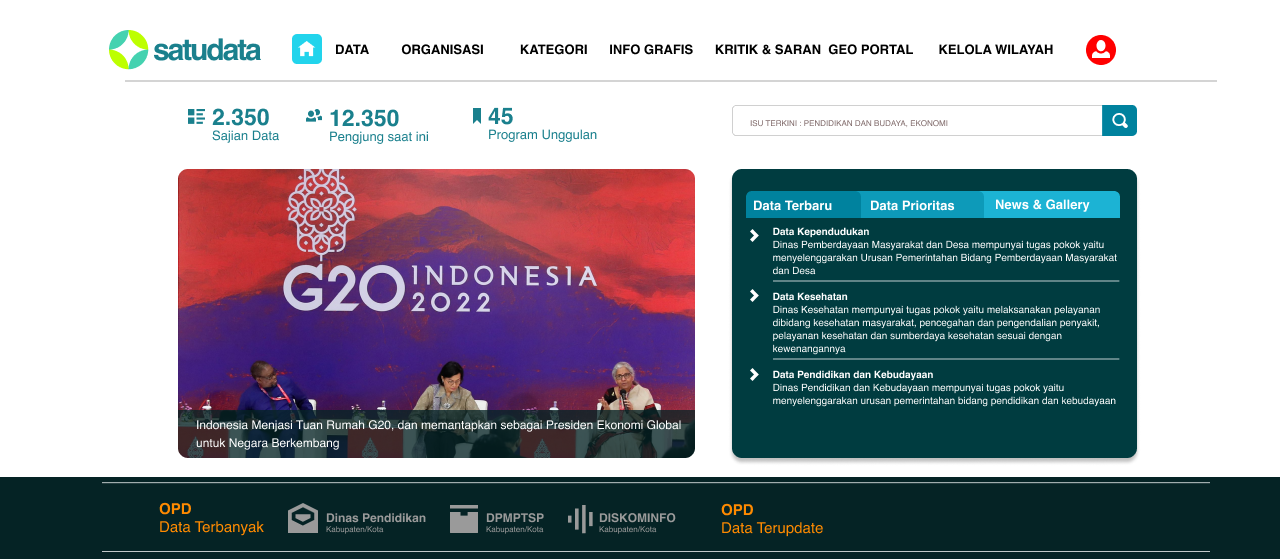 satudata
DATA
ORGANISASI
KATEGORI
INFO GRAFIS
KRITIK & SARAN
GEO PORTAL
KELOLA WILAYAH
2.350
Sajian Data
12.350
Pengjung saat ini
45
Program Unggulan
ISU TERKINI : PENDIDIKAN DAN BUDAYA, EKONOMI
G20 INDONESIA
2022
Indonesia Menjasi Tuan Rumah G20, dan memantapkan sebagai Presiden Ekonomi Global
untuk Negara Berkembang
Data Terbaru
Data Prioritas
News & Gallery
Data Kependudukan
Dinas Pemberdayaan Masyarakat dan Desa mempunyai tugas pokok yaitu
menyelenggarakan Urusan Pemerintahan Bidang Pemberdayaan Masyarakat
dan Desa
Data Kesehatan
Dinas Kesehatan mempunyai tugas pokok yaitu melaksanakan pelayanan
dibidang kesehatan masyarakat, pencegahan dan pengendalian penyakit,
pelayanan kesehatan dan sumberdaya kesehatan sesuai dengan
kewenangannya
Data Pendidikan dan Kebudayaan
Dinas Pendidikan dan Kebudayaan mempunyai tugas pokok yaitu
menyelenggarakan urusan pemerintahan bidang pendidikan dan kebudayaan
OPD
Data Terbanyak
Dinas Pendidikan
Kabupaten/Kota
DPMPTSP
Kabupaten/Kota
DISKOMINFO
Kabupaten/Kota
OPD
Data Terupdate